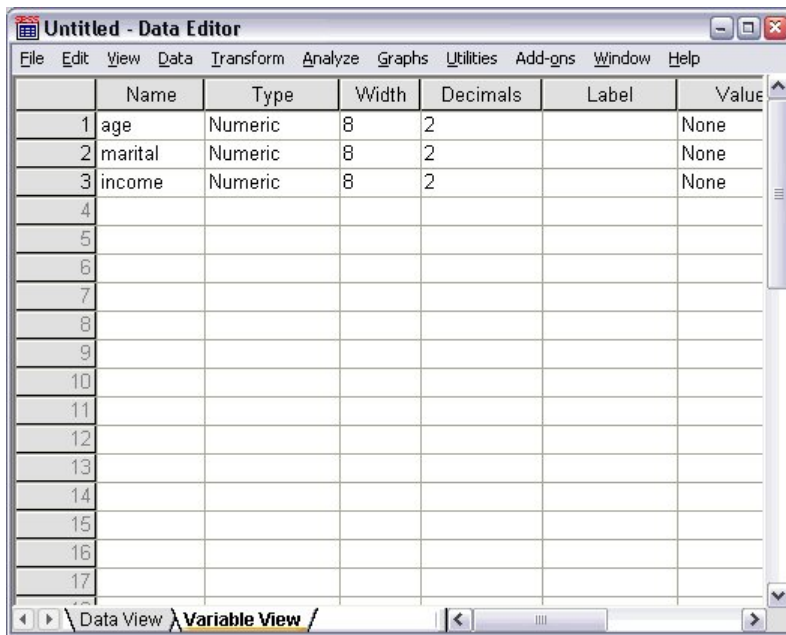 Untitled - Data Editor
File Edit View Data Transform Analyze Graphs Utilities Add-ons Window Help
Name Type Width Decimals Label Value
1 age Numeric 8 2 None
2 marital Numeric 8 2 None
3 income Numeric 8 2 None
4
5
6
7
8
9
10
11
12
13
14
15
16
17
Data View Variable View